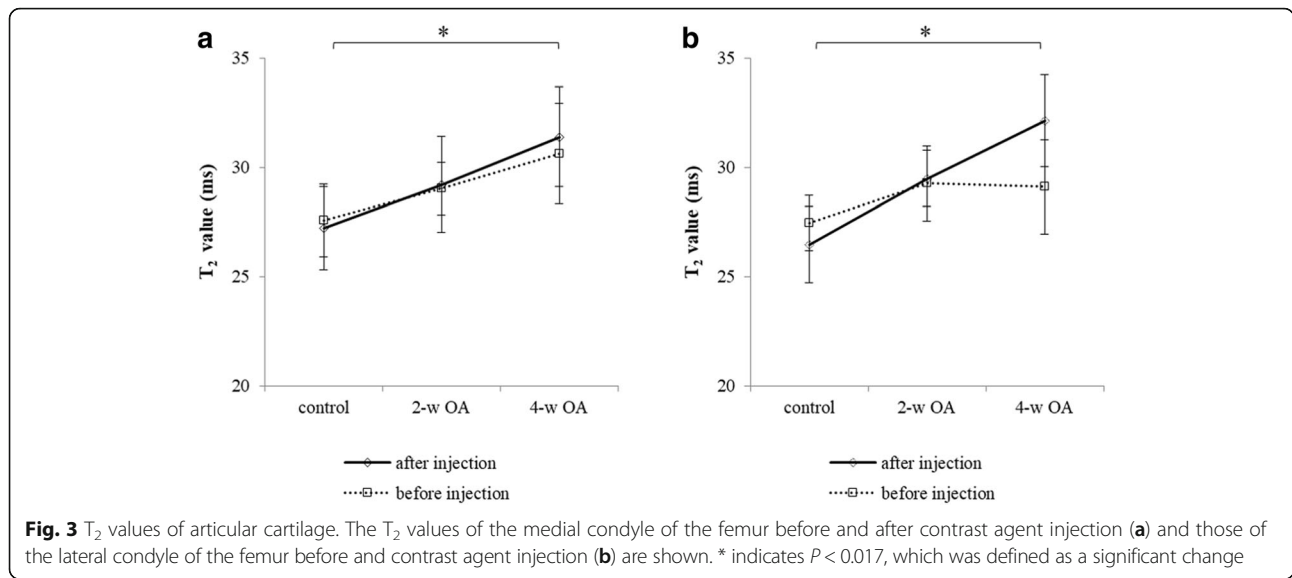 a
*
35
30
25
20
T₂ value (ms)
control 2-w OA 4-w OA
after injection
before injection
b
*
35
30
25
20
T₂ value (ms)
control 2-w OA 4-w OA
after injection
before injection
Fig. 3 T₂ values of articular cartilage. The T₂ values of the medial condyle of the femur before and after contrast agent injection (a) and those of
the lateral condyle of the femur before and contrast agent injection (b) are shown. * indicates P < 0.017, which was defined as a significant change